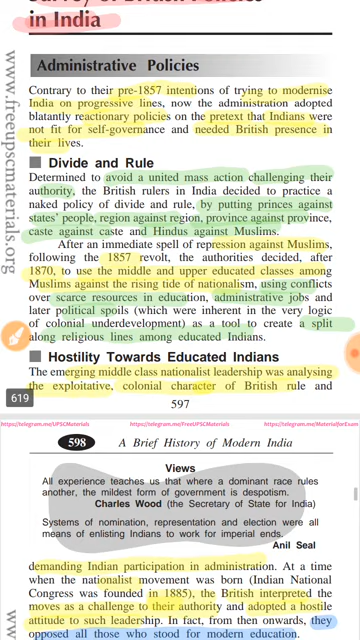 Survey of British Policies
in India
Administrative Policies
Contrary to their pre-1857 intentions of trying to modernise
India on progressive lines, now the administration adopted
blatantly reactionary policies on the pretext that Indians were
not fit for self-governance and needed British presence in
their lives.
Divide and Rule
Determined to avoid a united mass action challenging their
authority, the British rulers in India decided to practice a
naked policy of divide and rule, by putting princes against
states' people, region against region, province against province,
caste against caste and Hindus against Muslims.
After an immediate spell of repression against Muslims,
following the 1857 revolt, the authorities decided, after
1870, to use the middle and upper educated classes among
Muslims against the rising tide of nationalism, using conflicts
over scarce resources in education, administrative jobs and
later political spoils (which were inherent in the very logic
of colonial underdevelopment) as a tool to create a split
along religious lines among educated Indians.
Hostility Towards Educated Indians
The emerging middle class nationalist leadership was analysing
the exploitative, colonial character of British rule and
619
597
www.freeupscmaterials.org
https://telegram.me/UPSCMaterials https://telegram.me/FreeUPSCMaterials https://telegram.me/MaterialforExam
598 A Brief History of Modern India
Views
All experience teaches us that where a dominant race rules
another, the mildest form of government is despotism.
Charles Wood (the Secretary of State for India)
Systems of nomination, representation and election were all
means of enlisting Indians to work for imperial ends.
Anil Seal
demanding Indian participation in administration. At a time
when the nationalist movement was born (Indian National
Congress was founded in 1885), the British interpreted the
moves as a challenge to their authority and adopted a hostile
attitude to such leadership. In fact, from then onwards, they
opposed all those who stood for modern education.